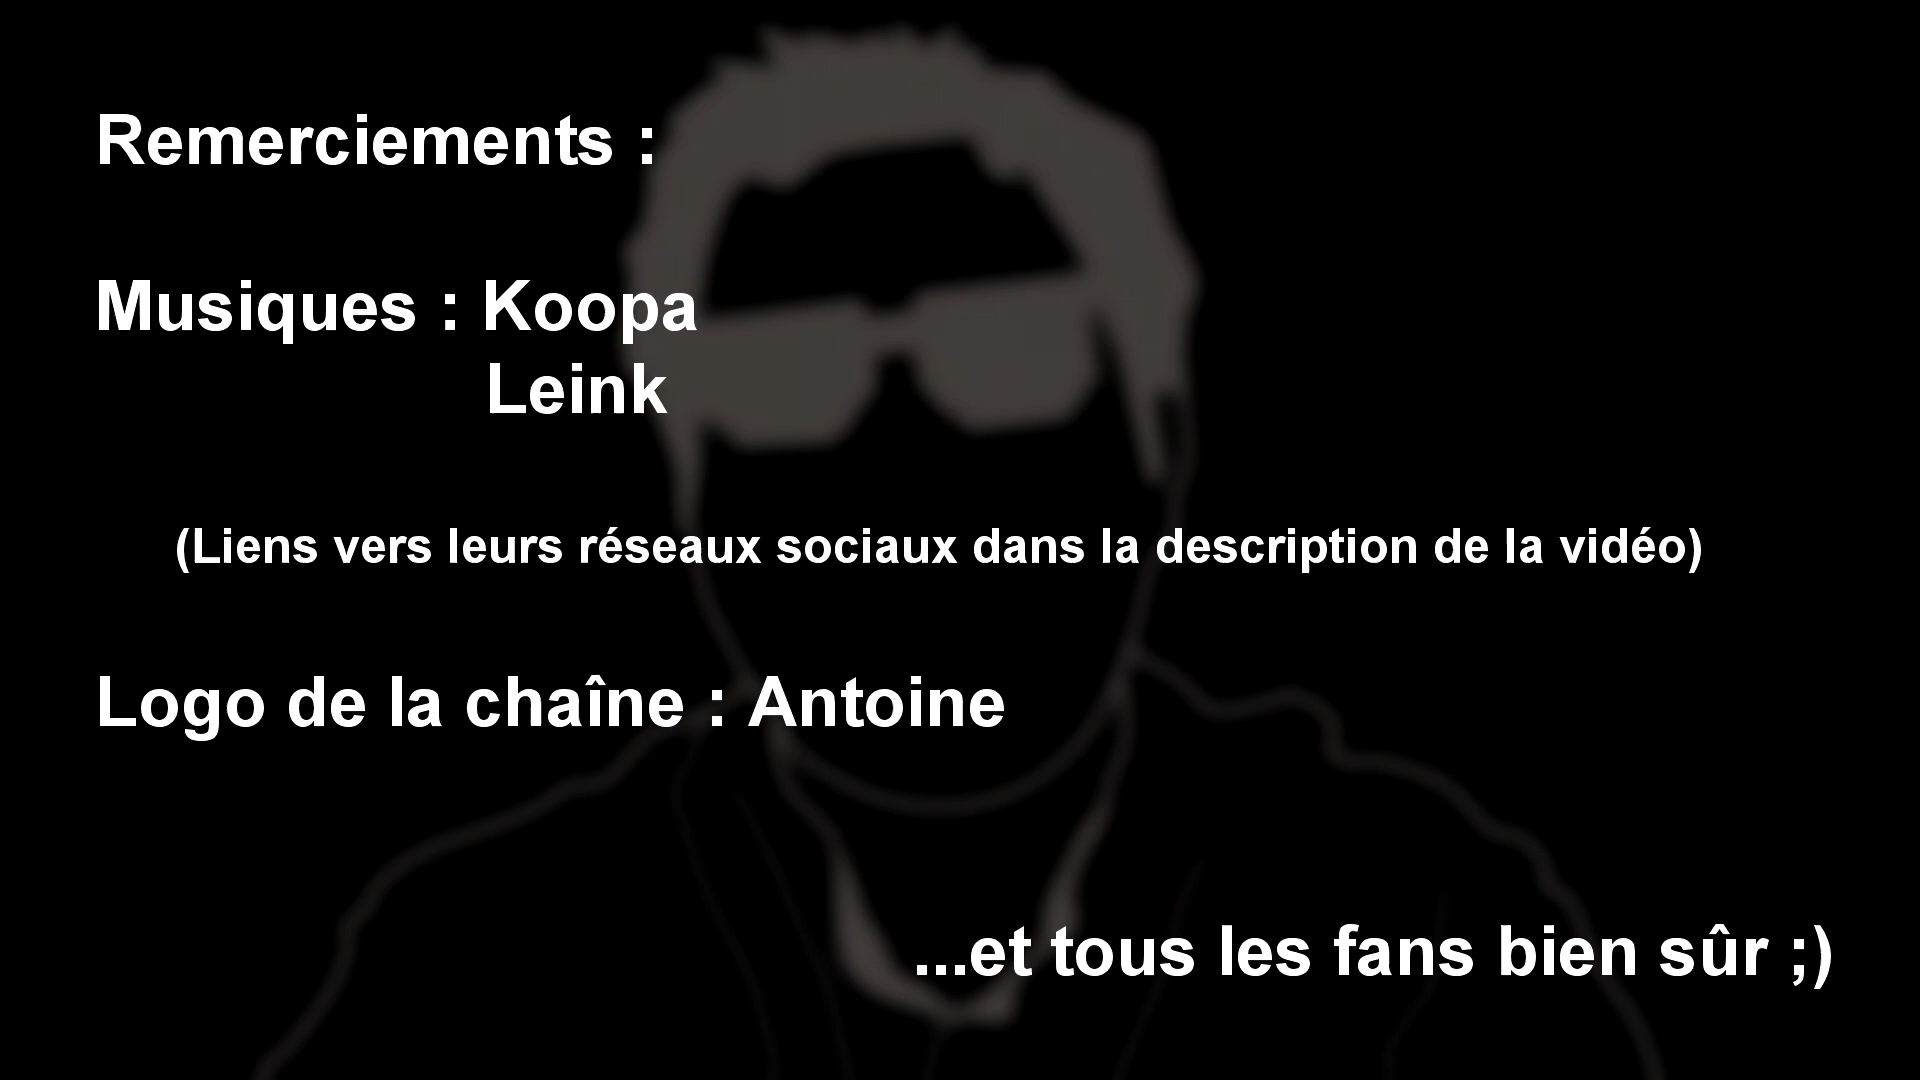 Remerciements :
Musiques : Koopa
Leink
(Liens vers leurs réseaux sociaux dans la description de la vidéo)
Logo de la chaîne : Antoine
...et tous les fans bien sûr ;)